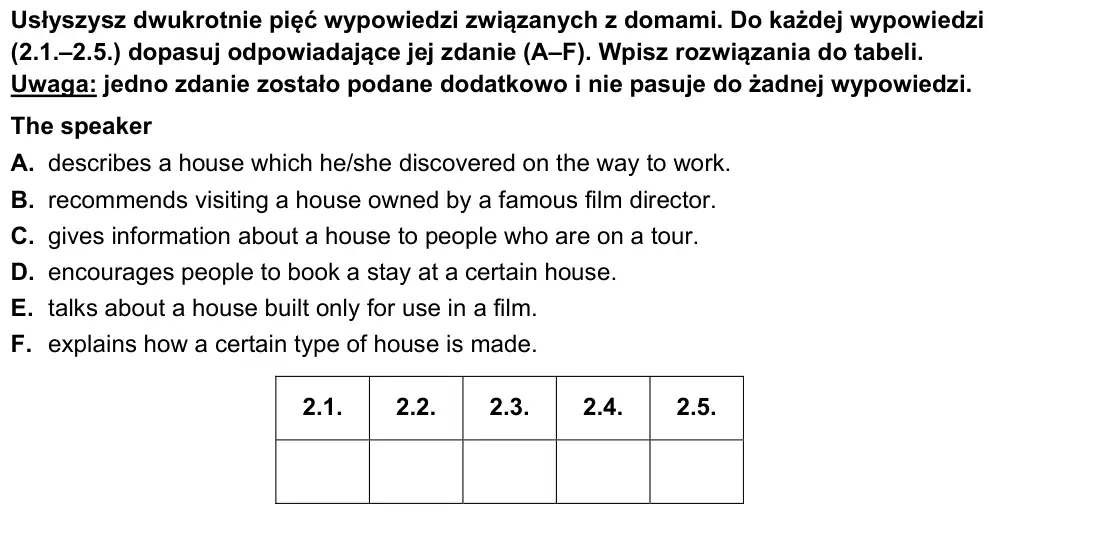 Usłyszysz dwukrotnie pięć wypowiedzi związanych z domami. Do każdej wypowiedzi
(2.1.–2.5.) dopasuj odpowiadające jej zdanie (A–F). Wpisz rozwiązania do tabeli.
Uwaga: jedno zdanie zostało podane dodatkowo i nie pasuje do żadnej wypowiedzi.
The speaker
A. describes a house which he/she discovered on the way to work.
B. recommends visiting a house owned by a famous film director.
C. gives information about a house to people who are on a tour.
D. encourages people to book a stay at a certain house.
E. talks about a house built only for use in a film.
F. explains how a certain type of house is made.
2.1. 2.2. 2.3. 2.4. 2.5.